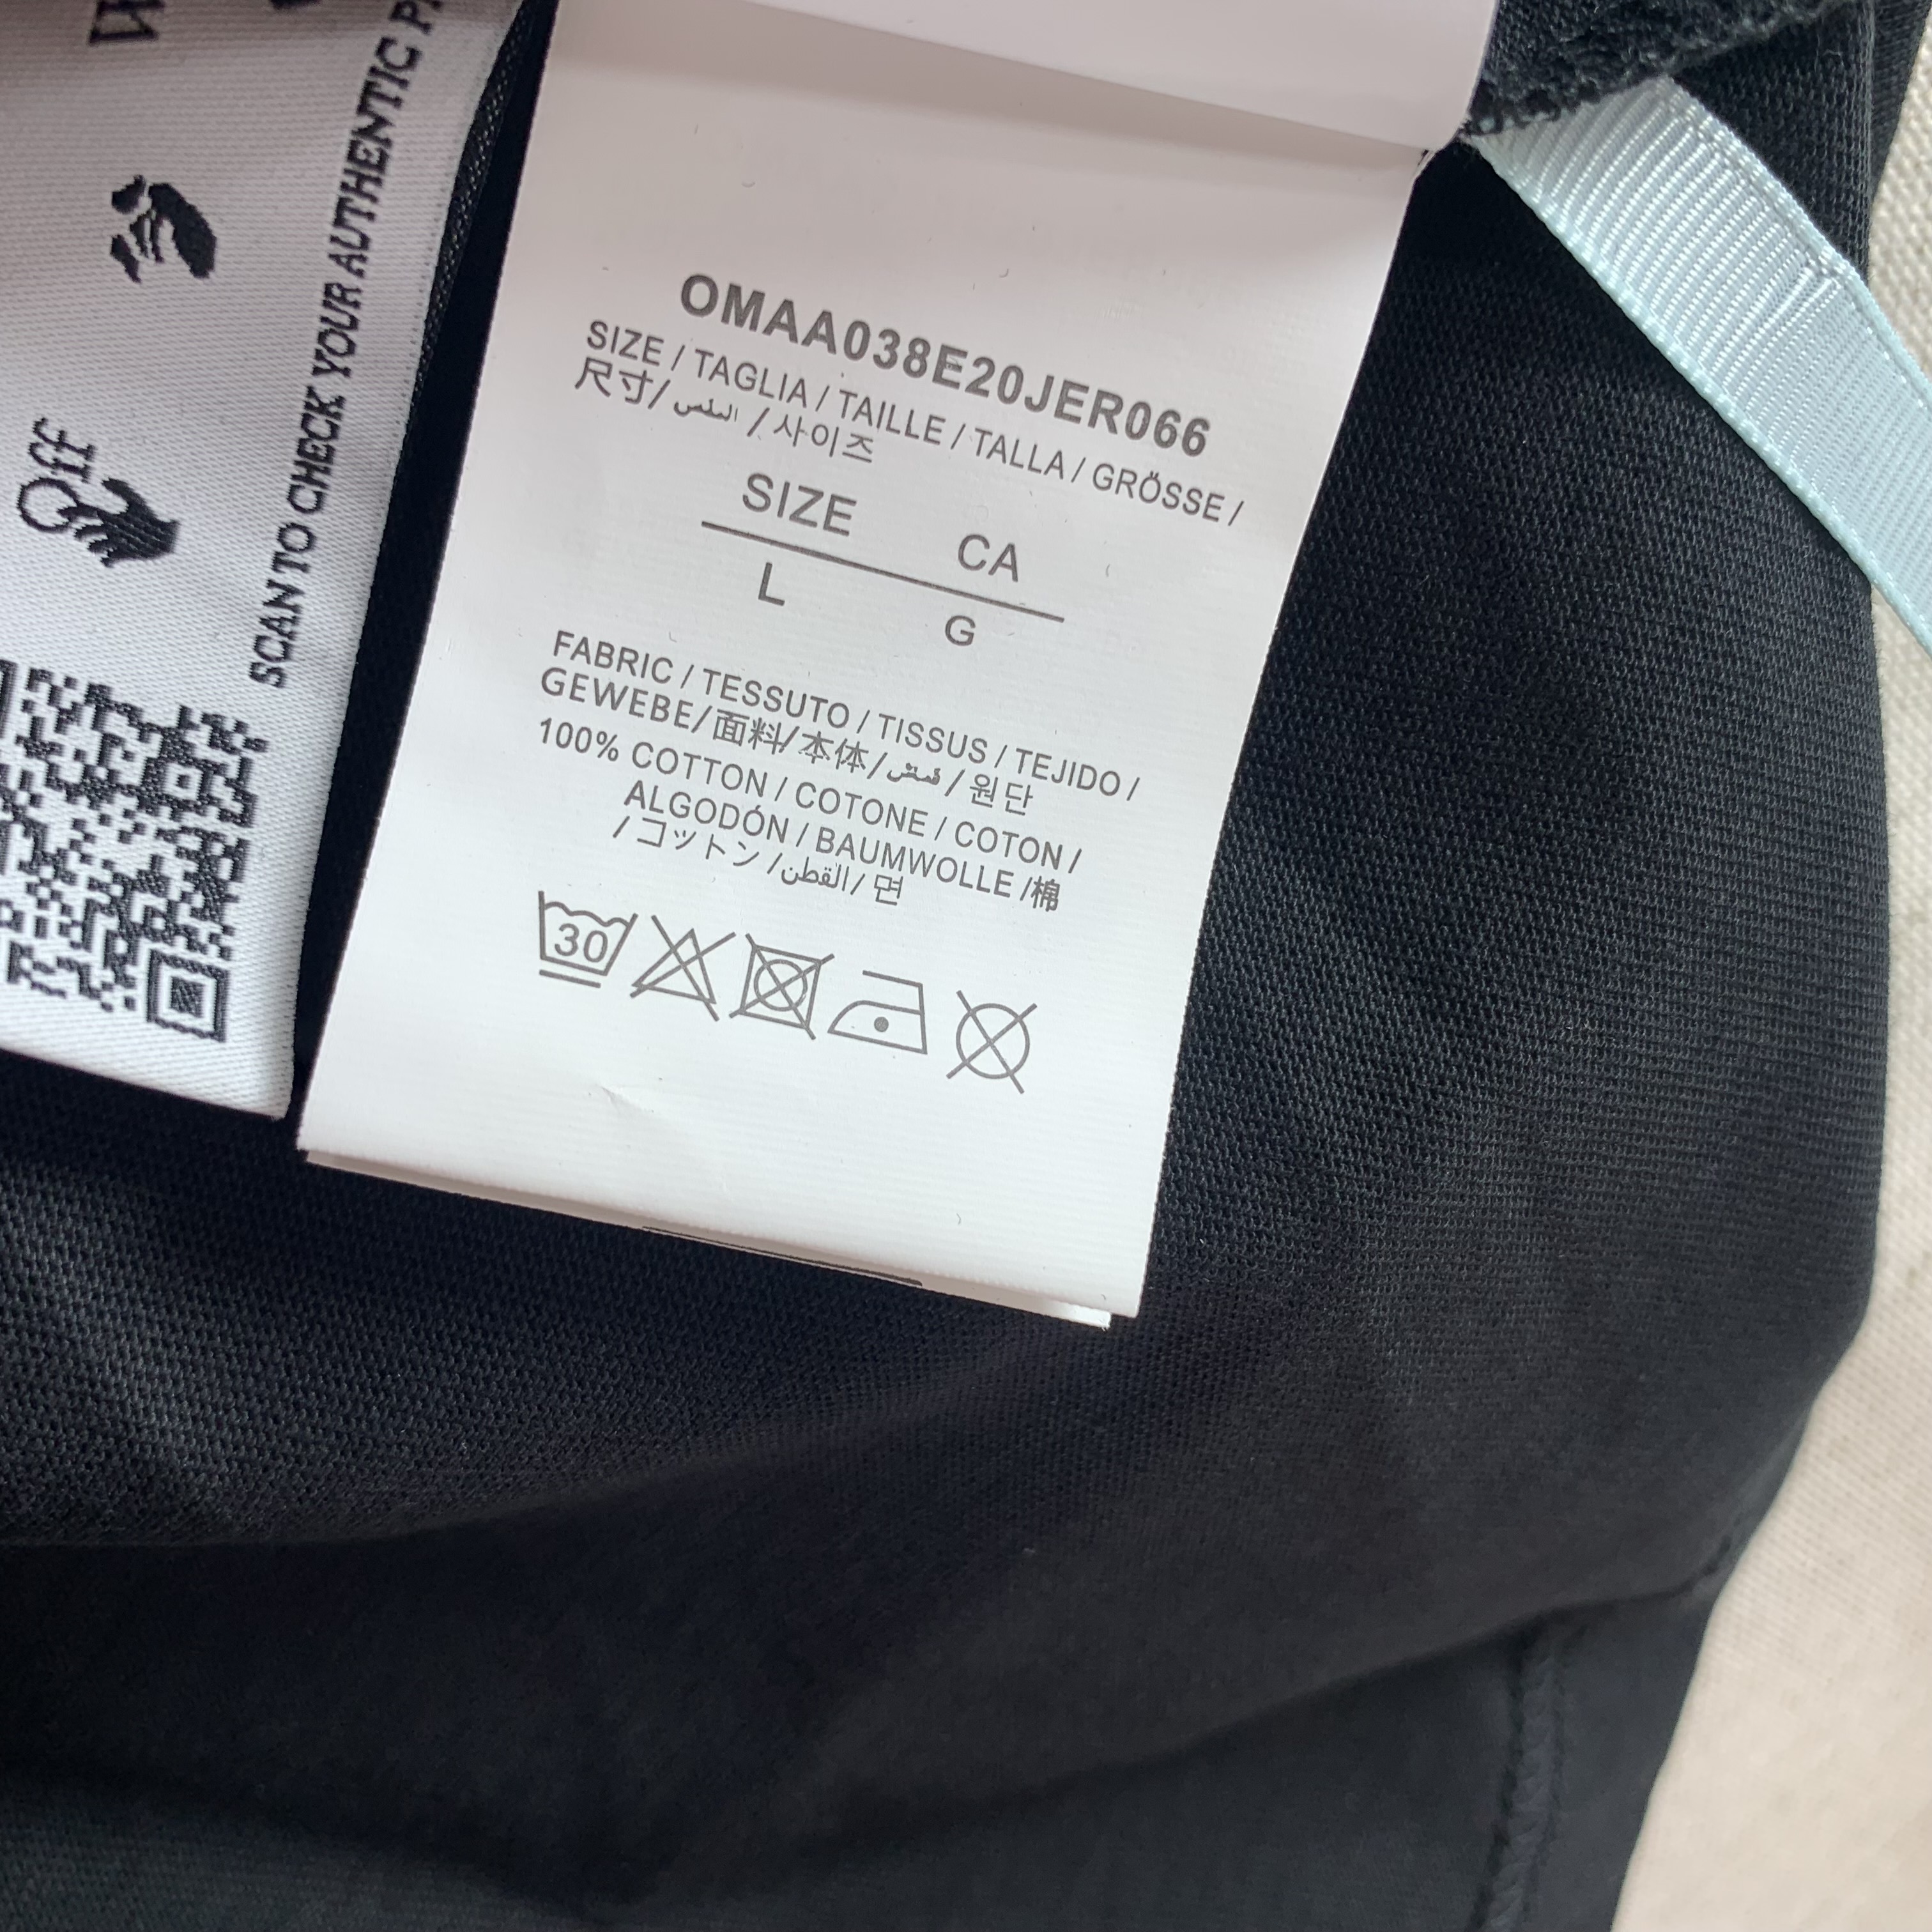 OMAA038E20JER066
SIZE / TAGLIA / TAILLE / TALLA / GRÖSSE /
尺寸/ /사이즈
SIZE CA
L G
FABRIC / TESSUTO / TISSUS / TEJIDO /
GEWEBE/面料/本体/ /원단
100% COTTON / COTONE / COTON /
ALGODÓN / BAUMWOLLE /棉
/コットン/القطن/ 면
30
Off
SCAN TO CHECK YOUR AUTHENTIC